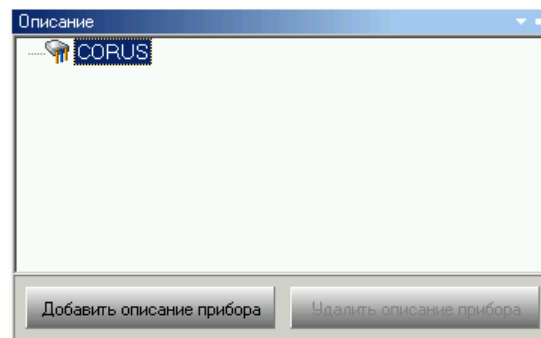 Описание
CORUS
Добавить описание прибора
Удалить описание прибора